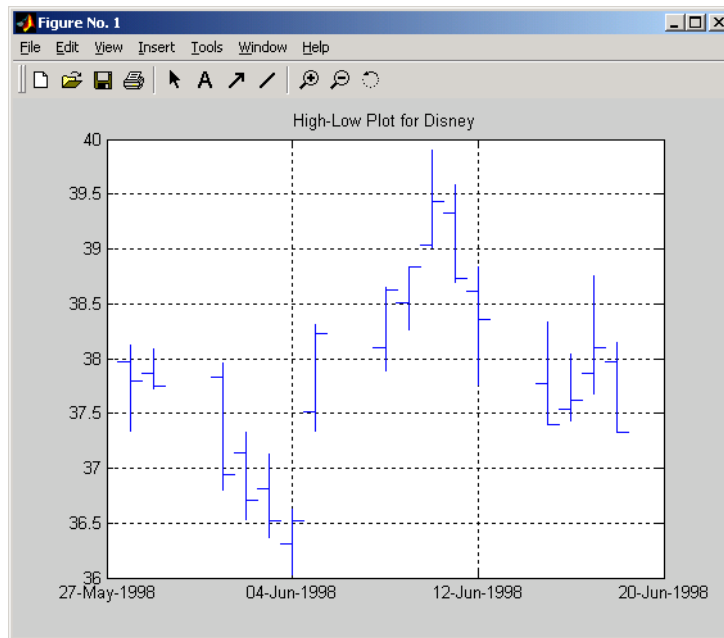 Figure No. 1
File Edit View Insert Tools Window Help
A
High-Low Plot for Disney
40
39.5
39
38.5
38
37.5
37
36.5
36
27-May-1998 04-Jun-1998 12-Jun-1998 20-Jun-1998